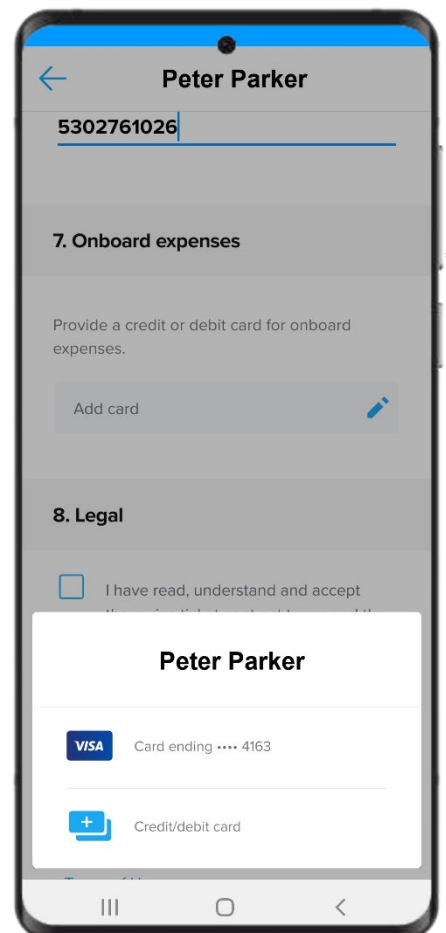 Peter Parker
5302761026
7. Onboard expenses
Provide a credit or debit card for onboard
expenses.
Add card
8. Legal
I have read, understand and accept
Peter Parker
VISA
Card ending •••• 4163
Credit/debit card